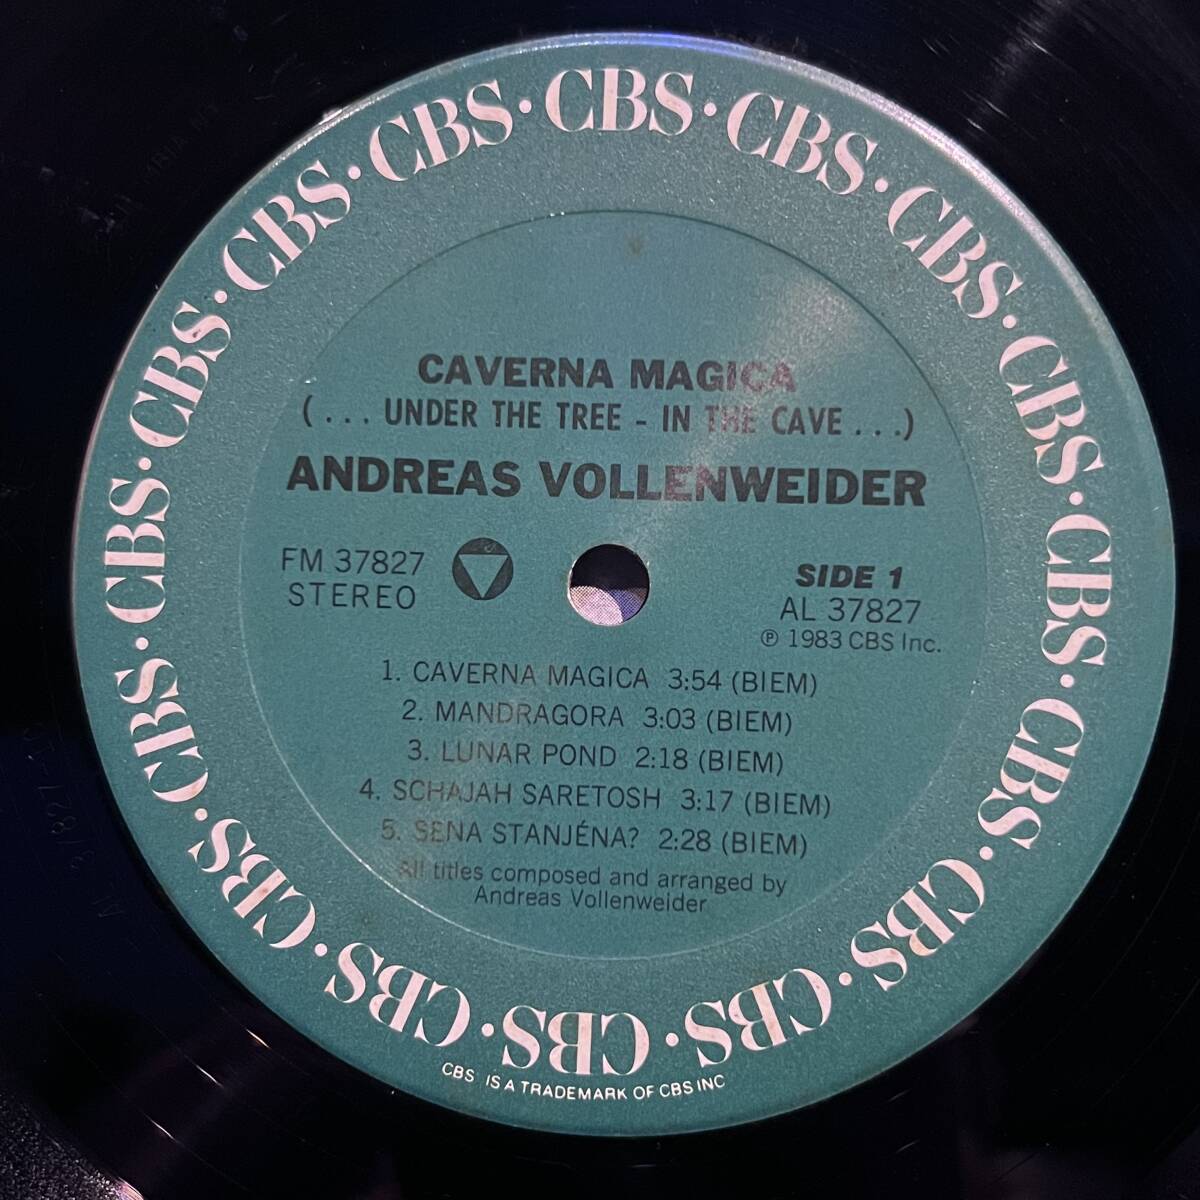 CBS · CBS · CBS · CBS · CBS · CBS · CBS · CBS · CBS · CBS · CBS · CBS · CBS · CBS · CBS · CBS
CAVERNA MAGICA
(... UNDER THE TREE - IN THE CAVE ...)
ANDREAS VOLLENWEIDER
FM 37827
STEREO
SIDE 1
AL 37827
℗ 1983 CBS Inc.
1. CAVERNA MAGICA 3:54 (BIEM)
2. MANDRAGORA 3:03 (BIEM)
3. LUNAR POND 2:18 (BIEM)
4. SCHAJAH SARETOSH 3:17 (BIEM)
5. SENA STANJÉNA? 2:28 (BIEM)
All titles composed and arranged by
Andreas Vollenweider
CBS IS A TRADEMARK OF CBS INC